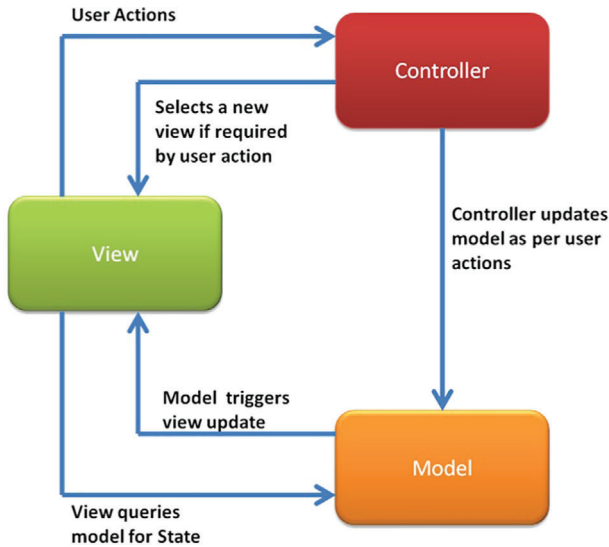 User Actions
Controller
Selects a new
view if required
by user action
View
Controller updates
model as per user
actions
Model triggers
view update
Model
View queries
model for State